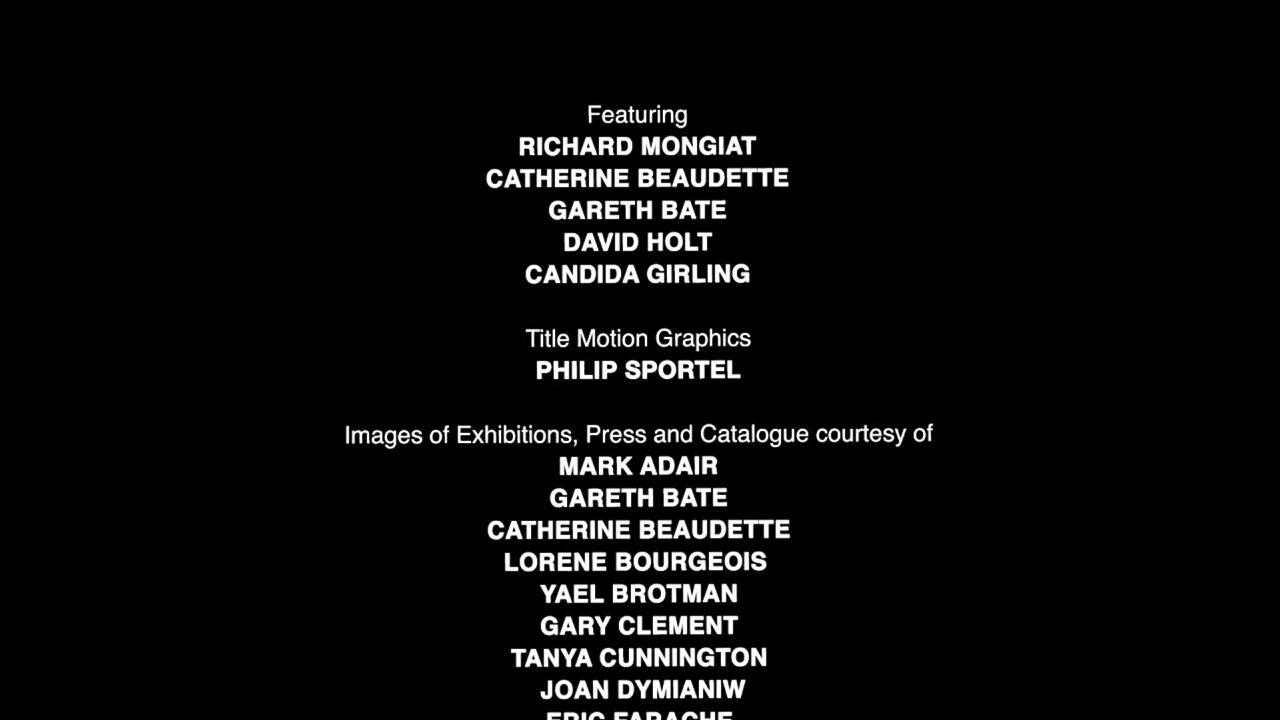 Featuring
RICHARD MONGIAT
CATHERINE BEAUDETTE
GARETH BATE
DAVID HOLT
CANDIDA GIRLING
Title Motion Graphics
PHILIP SPORTEL
Images of Exhibitions, Press and Catalogue courtesy of
MARK ADAIR
GARETH BATE
CATHERINE BEAUDETTE
LORENE BOURGEOIS
YAEL BROTMAN
GARY CLEMENT
TANYA CUNNINGTON
JOAN DYMIANIW
ERIC FARACHE